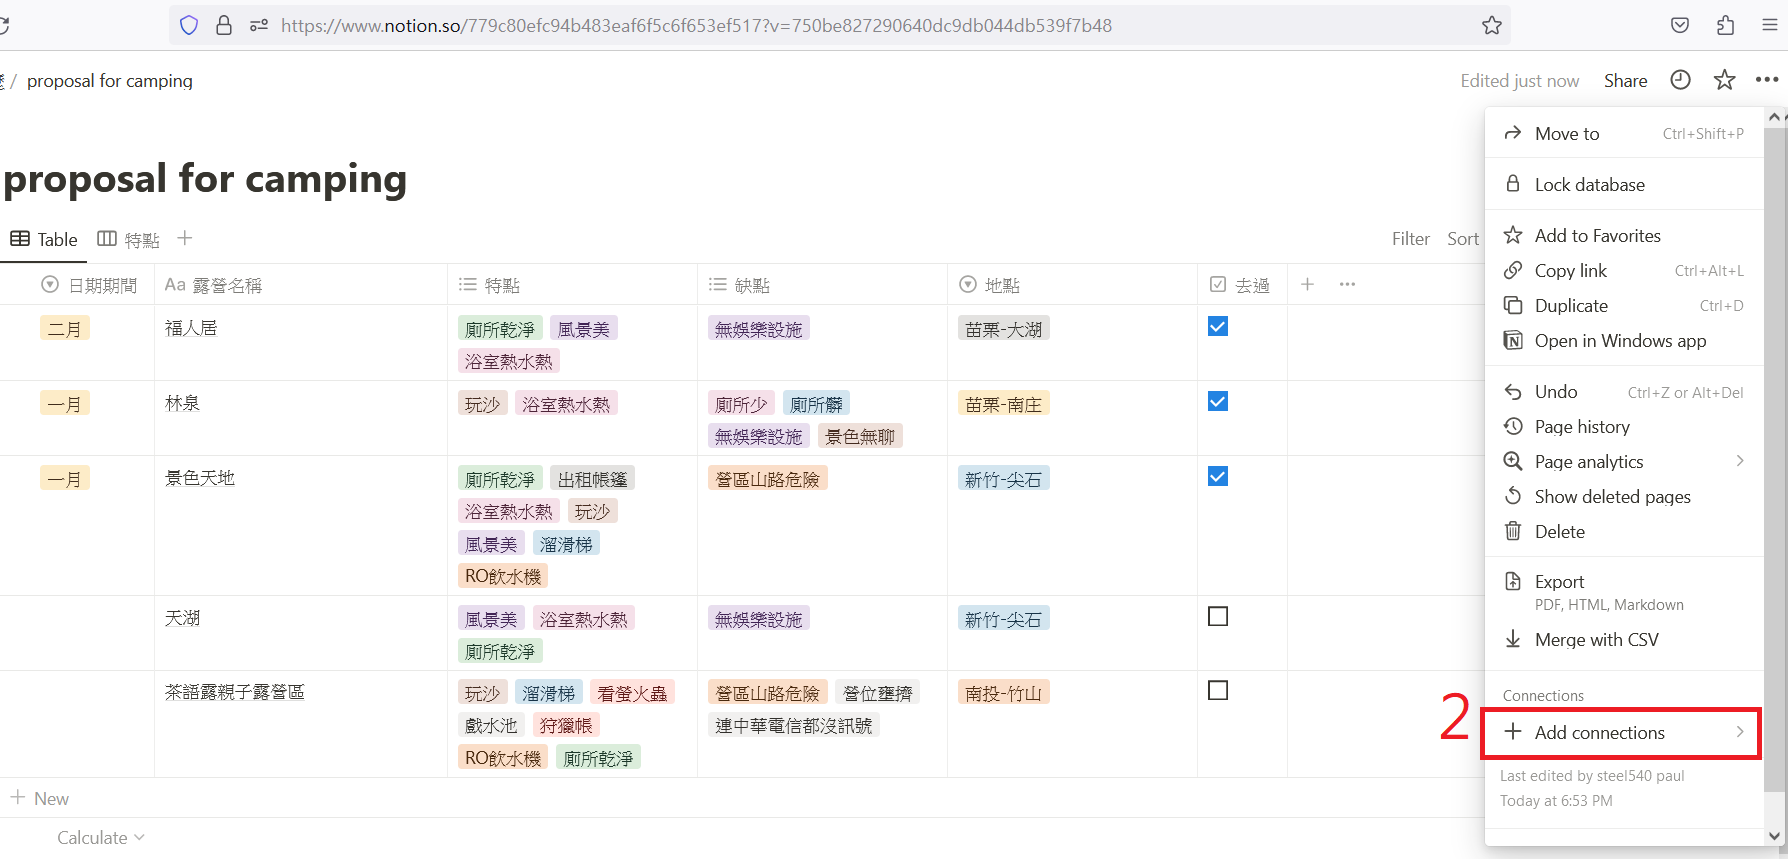 https://www.notion.so/779c80efc94b483eaf6f5c6f653ef517?v=750be827290640dc9db044db539f7b48
/ proposal for camping
Edited just now Share
proposal for camping
Table 特點
Filter Sort
日期期間 Aa 露營名稱 特點 缺點 地點 去過
二月 福人居 廁所乾淨 風景美 無娛樂設施 苗栗-大湖
浴室熱水熱
一月 林泉 玩沙 浴室熱水熱 廁所少 廁所髒 苗栗-南庄
無娛樂設施 景色無聊
一月 景色天地 廁所乾淨 出租帳篷 營區山路危險 新竹-尖石
浴室熱水熱 玩沙
風景美 溜滑梯
RO飲水機
天湖 風景美 浴室熱水熱 無娛樂設施 新竹-尖石
廁所乾淨
茶語露親子露營區 玩沙 溜滑梯 看螢火蟲 營區山路危險 營位壅擠 南投-竹山
戲水池 狩獵帳 連中華電信都沒訊號
RO飲水機 廁所乾淨
New
Calculate
Move to Ctrl+Shift+P
Lock database
Add to Favorites
Copy link Ctrl+Alt+L
Duplicate Ctrl+D
Open in Windows app
Undo Ctrl+Z or Alt+Del
Page history
Page analytics
Show deleted pages
Delete
Export
PDF, HTML, Markdown
Merge with CSV
Connections
2
Add connections
Last edited by steel540 paul
Today at 6:53 PM